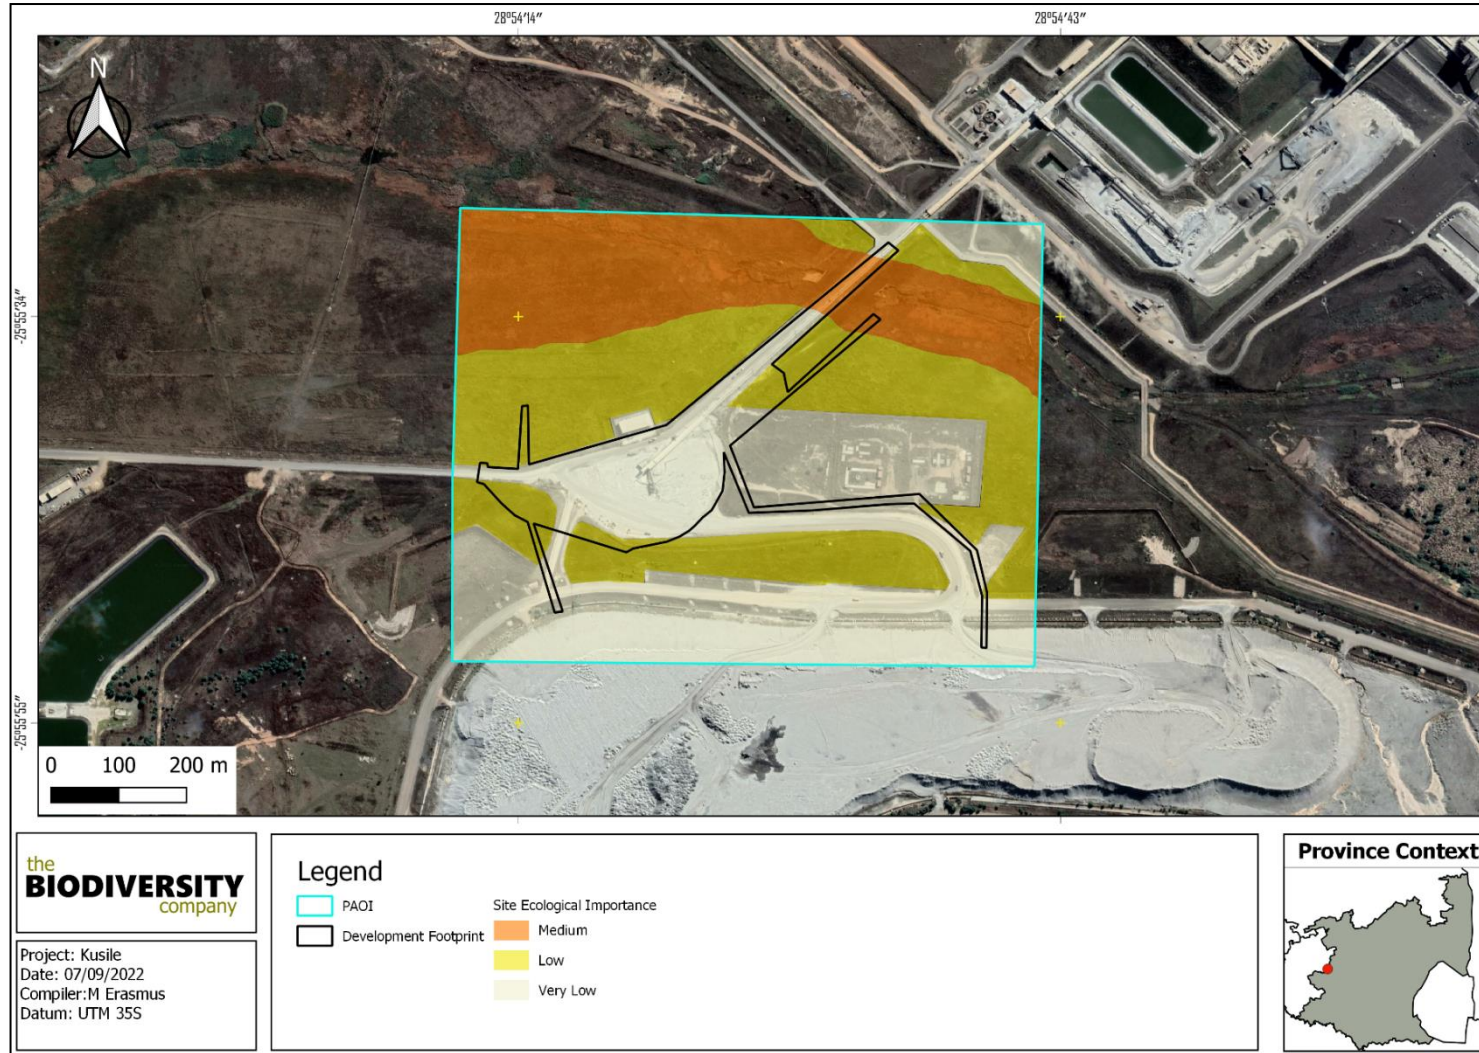 28°54'14" 28°54'43"
N
-25°55'34"
-25°55'55"
0 100 200 m
the
BIODIVERSITY
company
Project: Kusile
Date: 07/09/2022
Compiler:M Erasmus
Datum: UTM 35S
Legend
PAOI
Development Footprint
Site Ecological Importance
Medium
Low
Very Low
Province Context